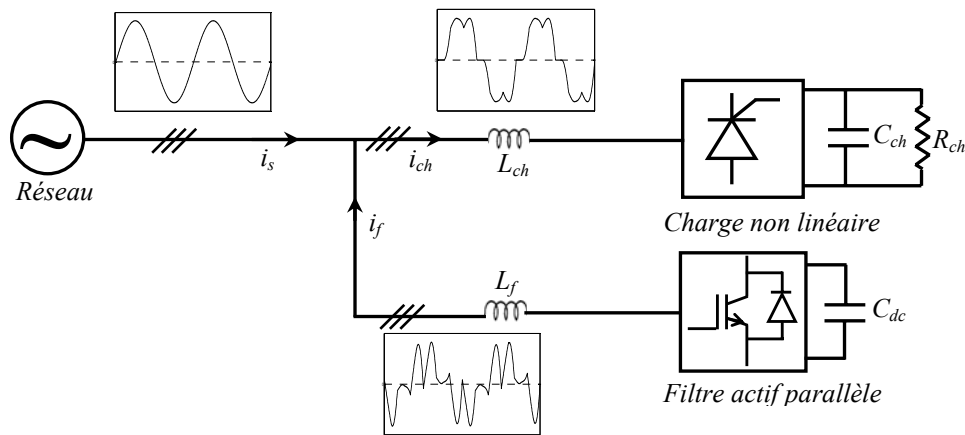 i_s
i_ch
L_ch
C_ch
R_ch
Réseau
Charge non linéaire
i_f
L_f
C_dc
Filtre actif parallèle